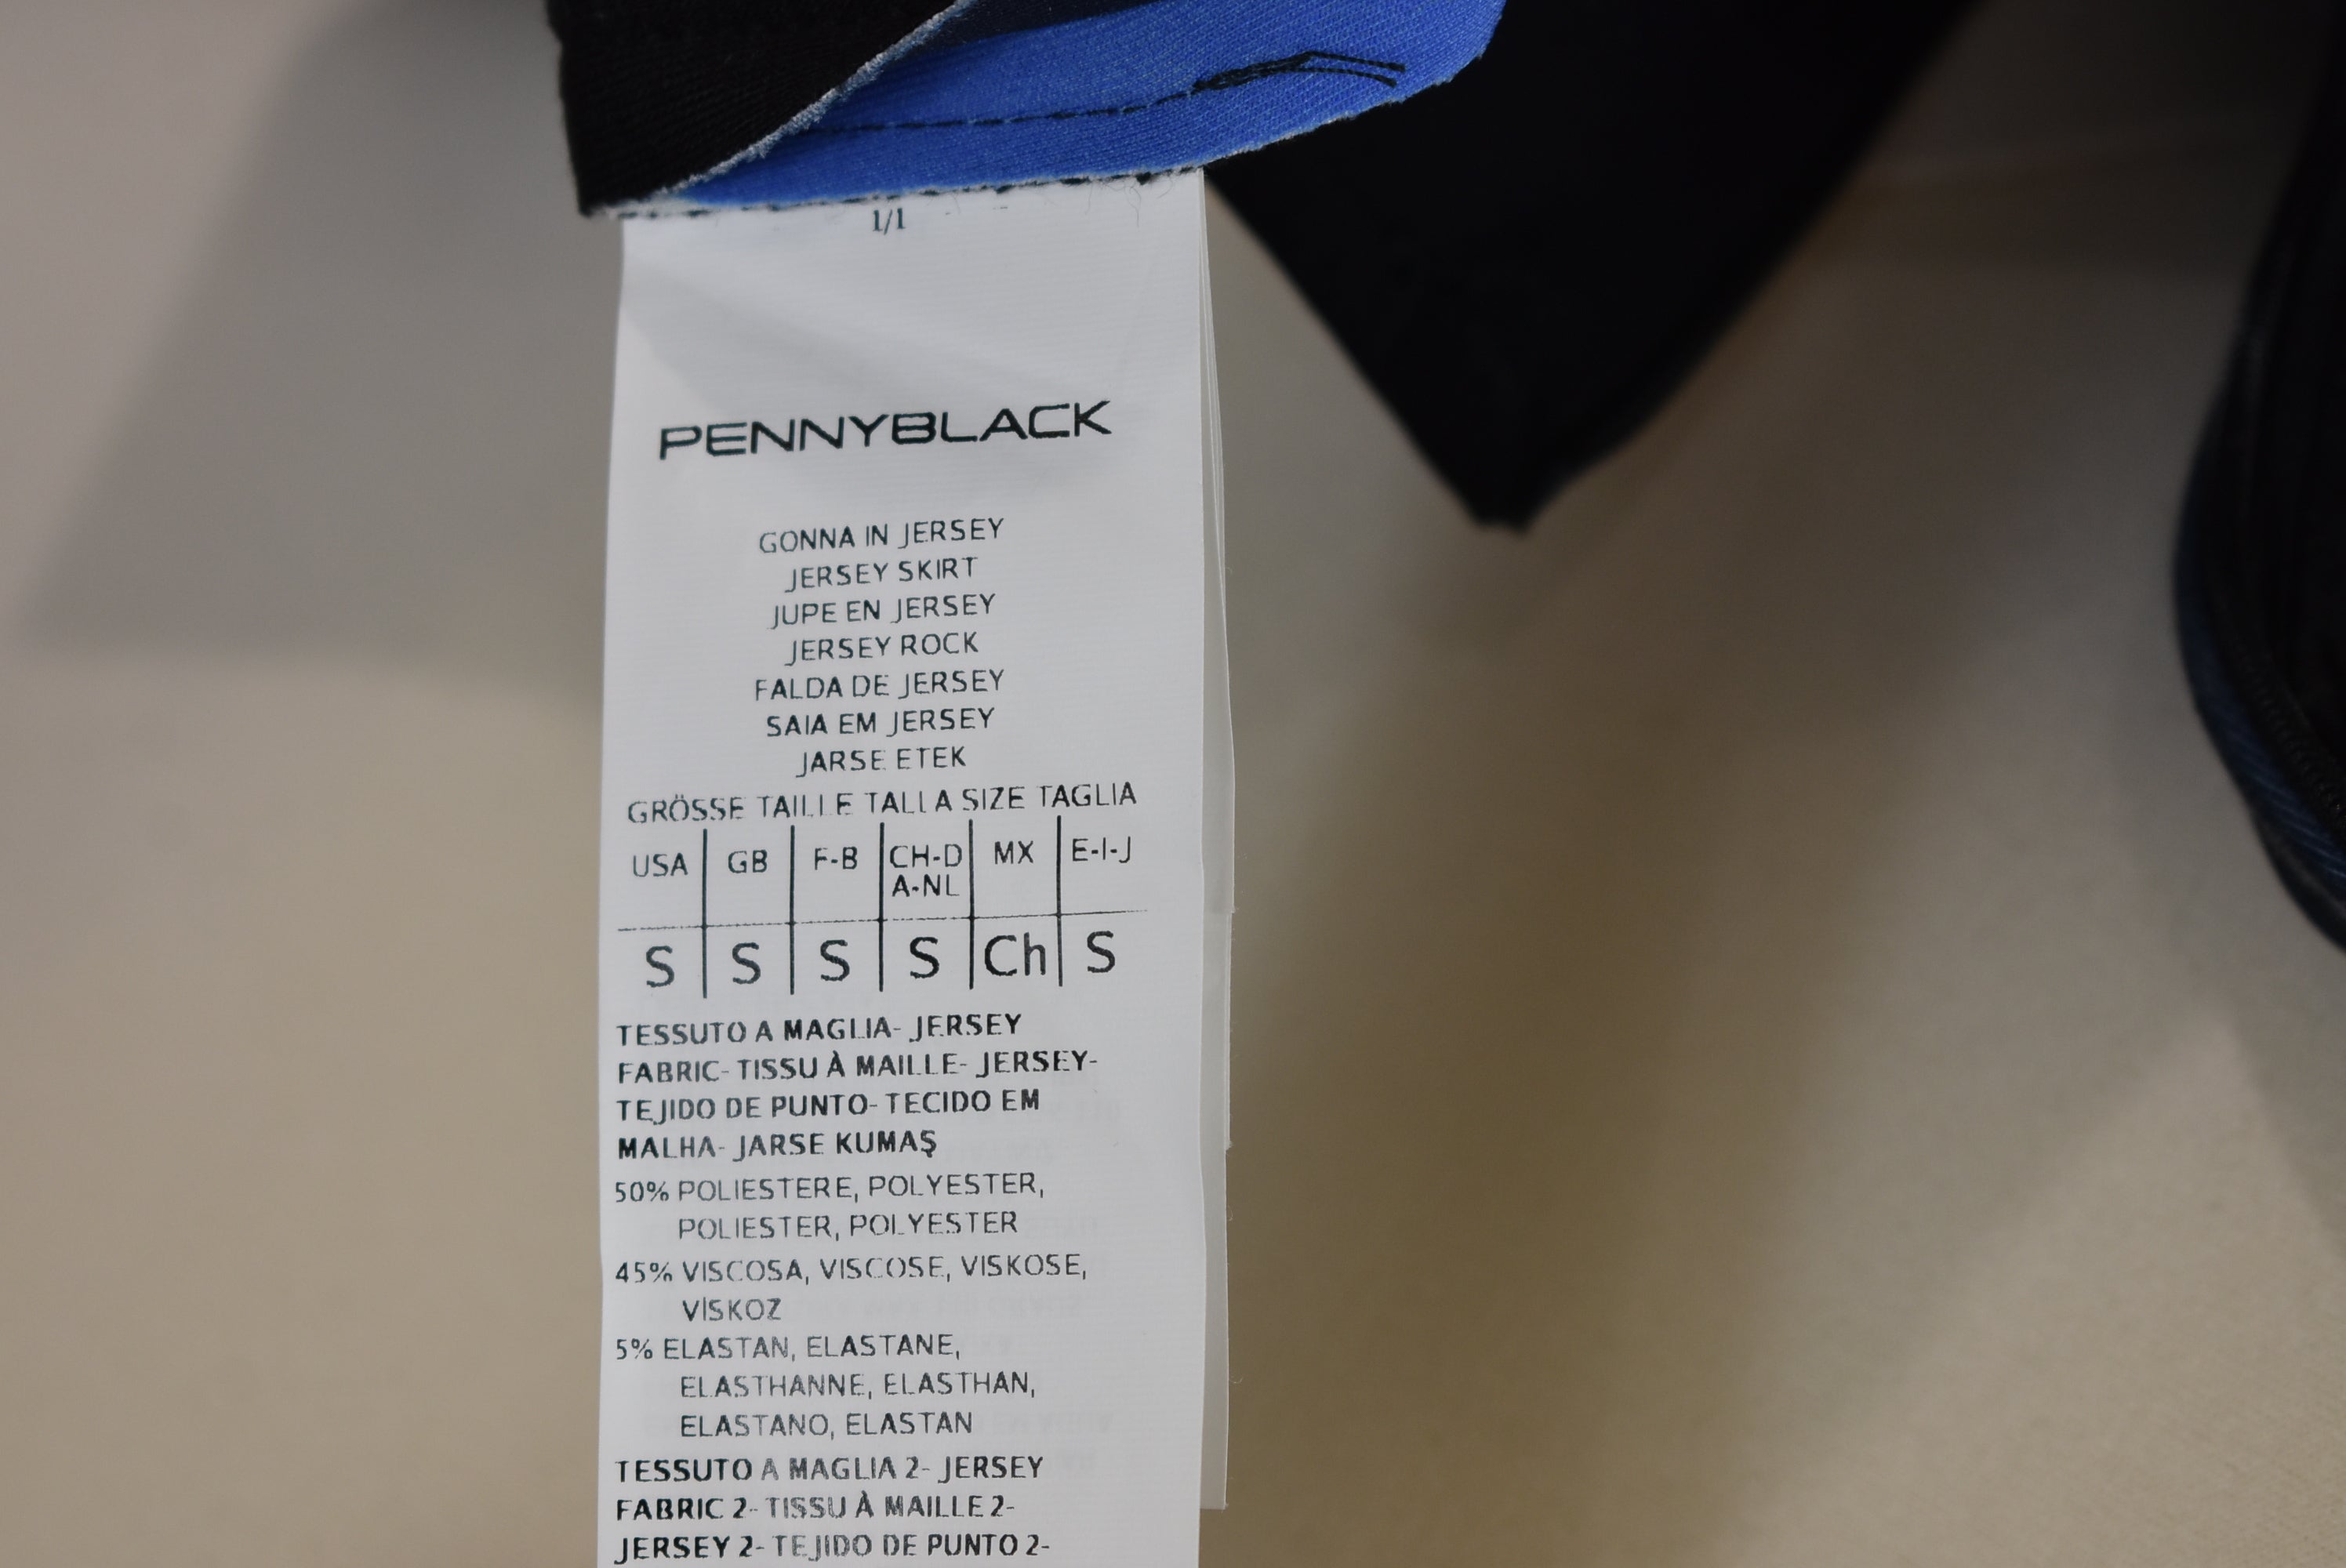 1/1
PENNYBLACK
GONNA IN JERSEY
JERSEY SKIRT
JUPE EN JERSEY
JERSEY ROCK
FALDA DE JERSEY
SAIA EM JERSEY
JARSE ETEK
GRÖSSE TAILLE TALLA SIZE TAGLIA
USA GB F-B CH-D A-NL MX E-I-J
S S S S Ch S
TESSUTO A MAGLIA- JERSEY
FABRIC- TISSU À MAILLE- JERSEY-
TEJIDO DE PUNTO- TECIDO EM
MALHA- JARSE KUMAŞ
50% POLIESTERE, POLYESTER,
POLIESTER, POLYESTER
45% VISCOSA, VISCOSE, VISKOSE,
VİSKOZ
5% ELASTAN, ELASTANE,
ELASTHANNE, ELASTHAN,
ELASTANO, ELASTAN
TESSUTO A MAGLIA 2- JERSEY
FABRIC 2- TISSU À MAILLE 2-
JERSEY 2- TEJIDO DE PUNTO 2-